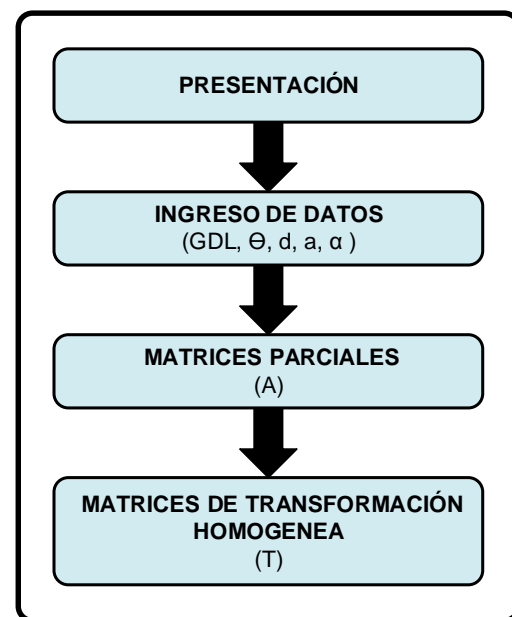 PRESENTACIÓN
INGRESO DE DATOS
(GDL, ϴ, d, a, α )
MATRICES PARCIALES
(A)
MATRICES DE TRANSFORMACIÓN
HOMOGENEA
(T)